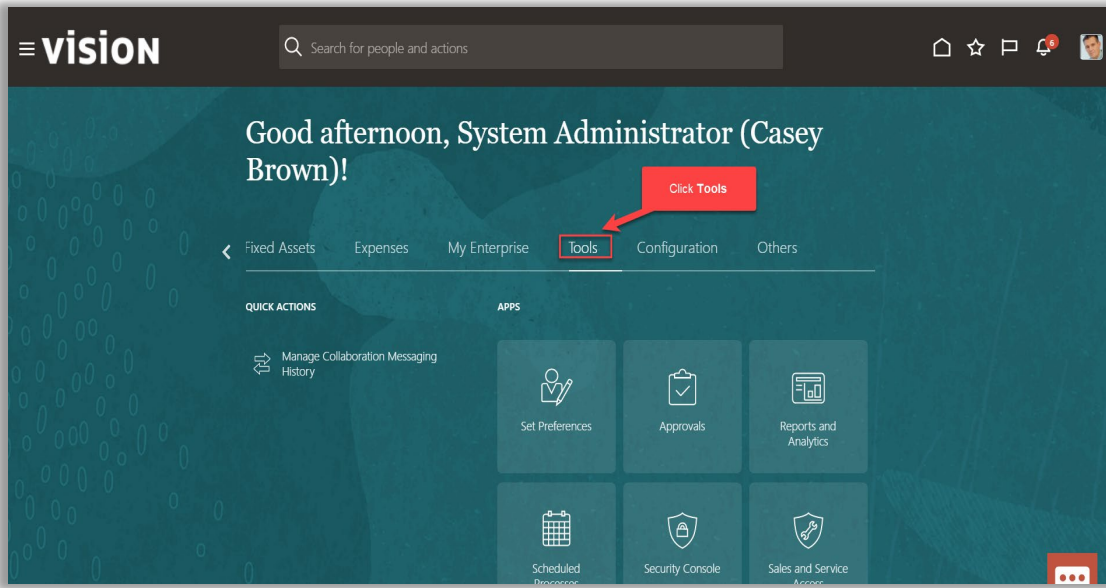 vision
Search for people and actions
6
Good afternoon, System Administrator (Casey
Brown)!
Click Tools
Fixed Assets Expenses My Enterprise Tools Configuration Others
QUICK ACTIONS
APPS
Manage Collaboration Messaging
History
Set Preferences
Approvals
Reports and
Analytics
Scheduled
Processes
Security Console
Sales and Service
Access